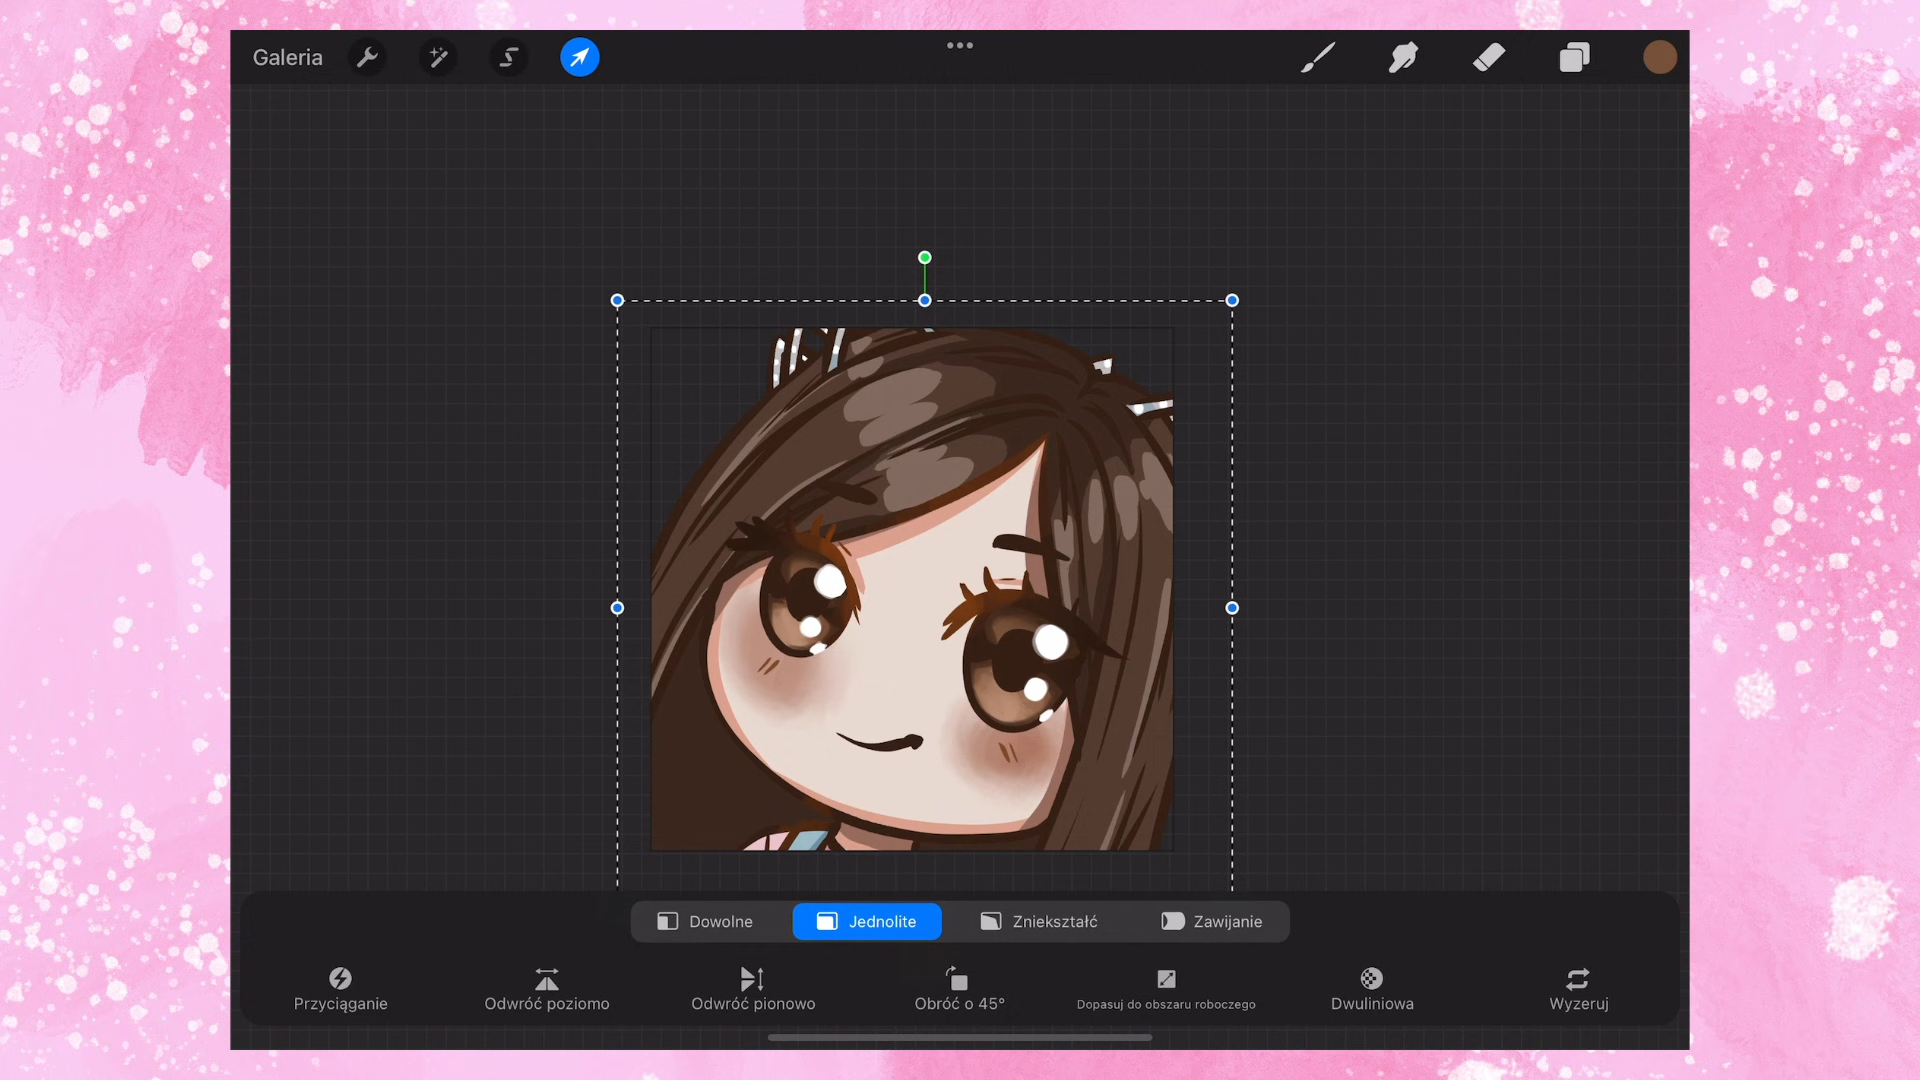 Galeria
Dowolne
Jednolite
Zniekształć
Zawijanie
Przyciąganie
Odwróć poziomo
Odwróć pionowo
Obróć o 45°
Dopasuj do obszaru roboczego
Dwuliniowa
Wyzeruj